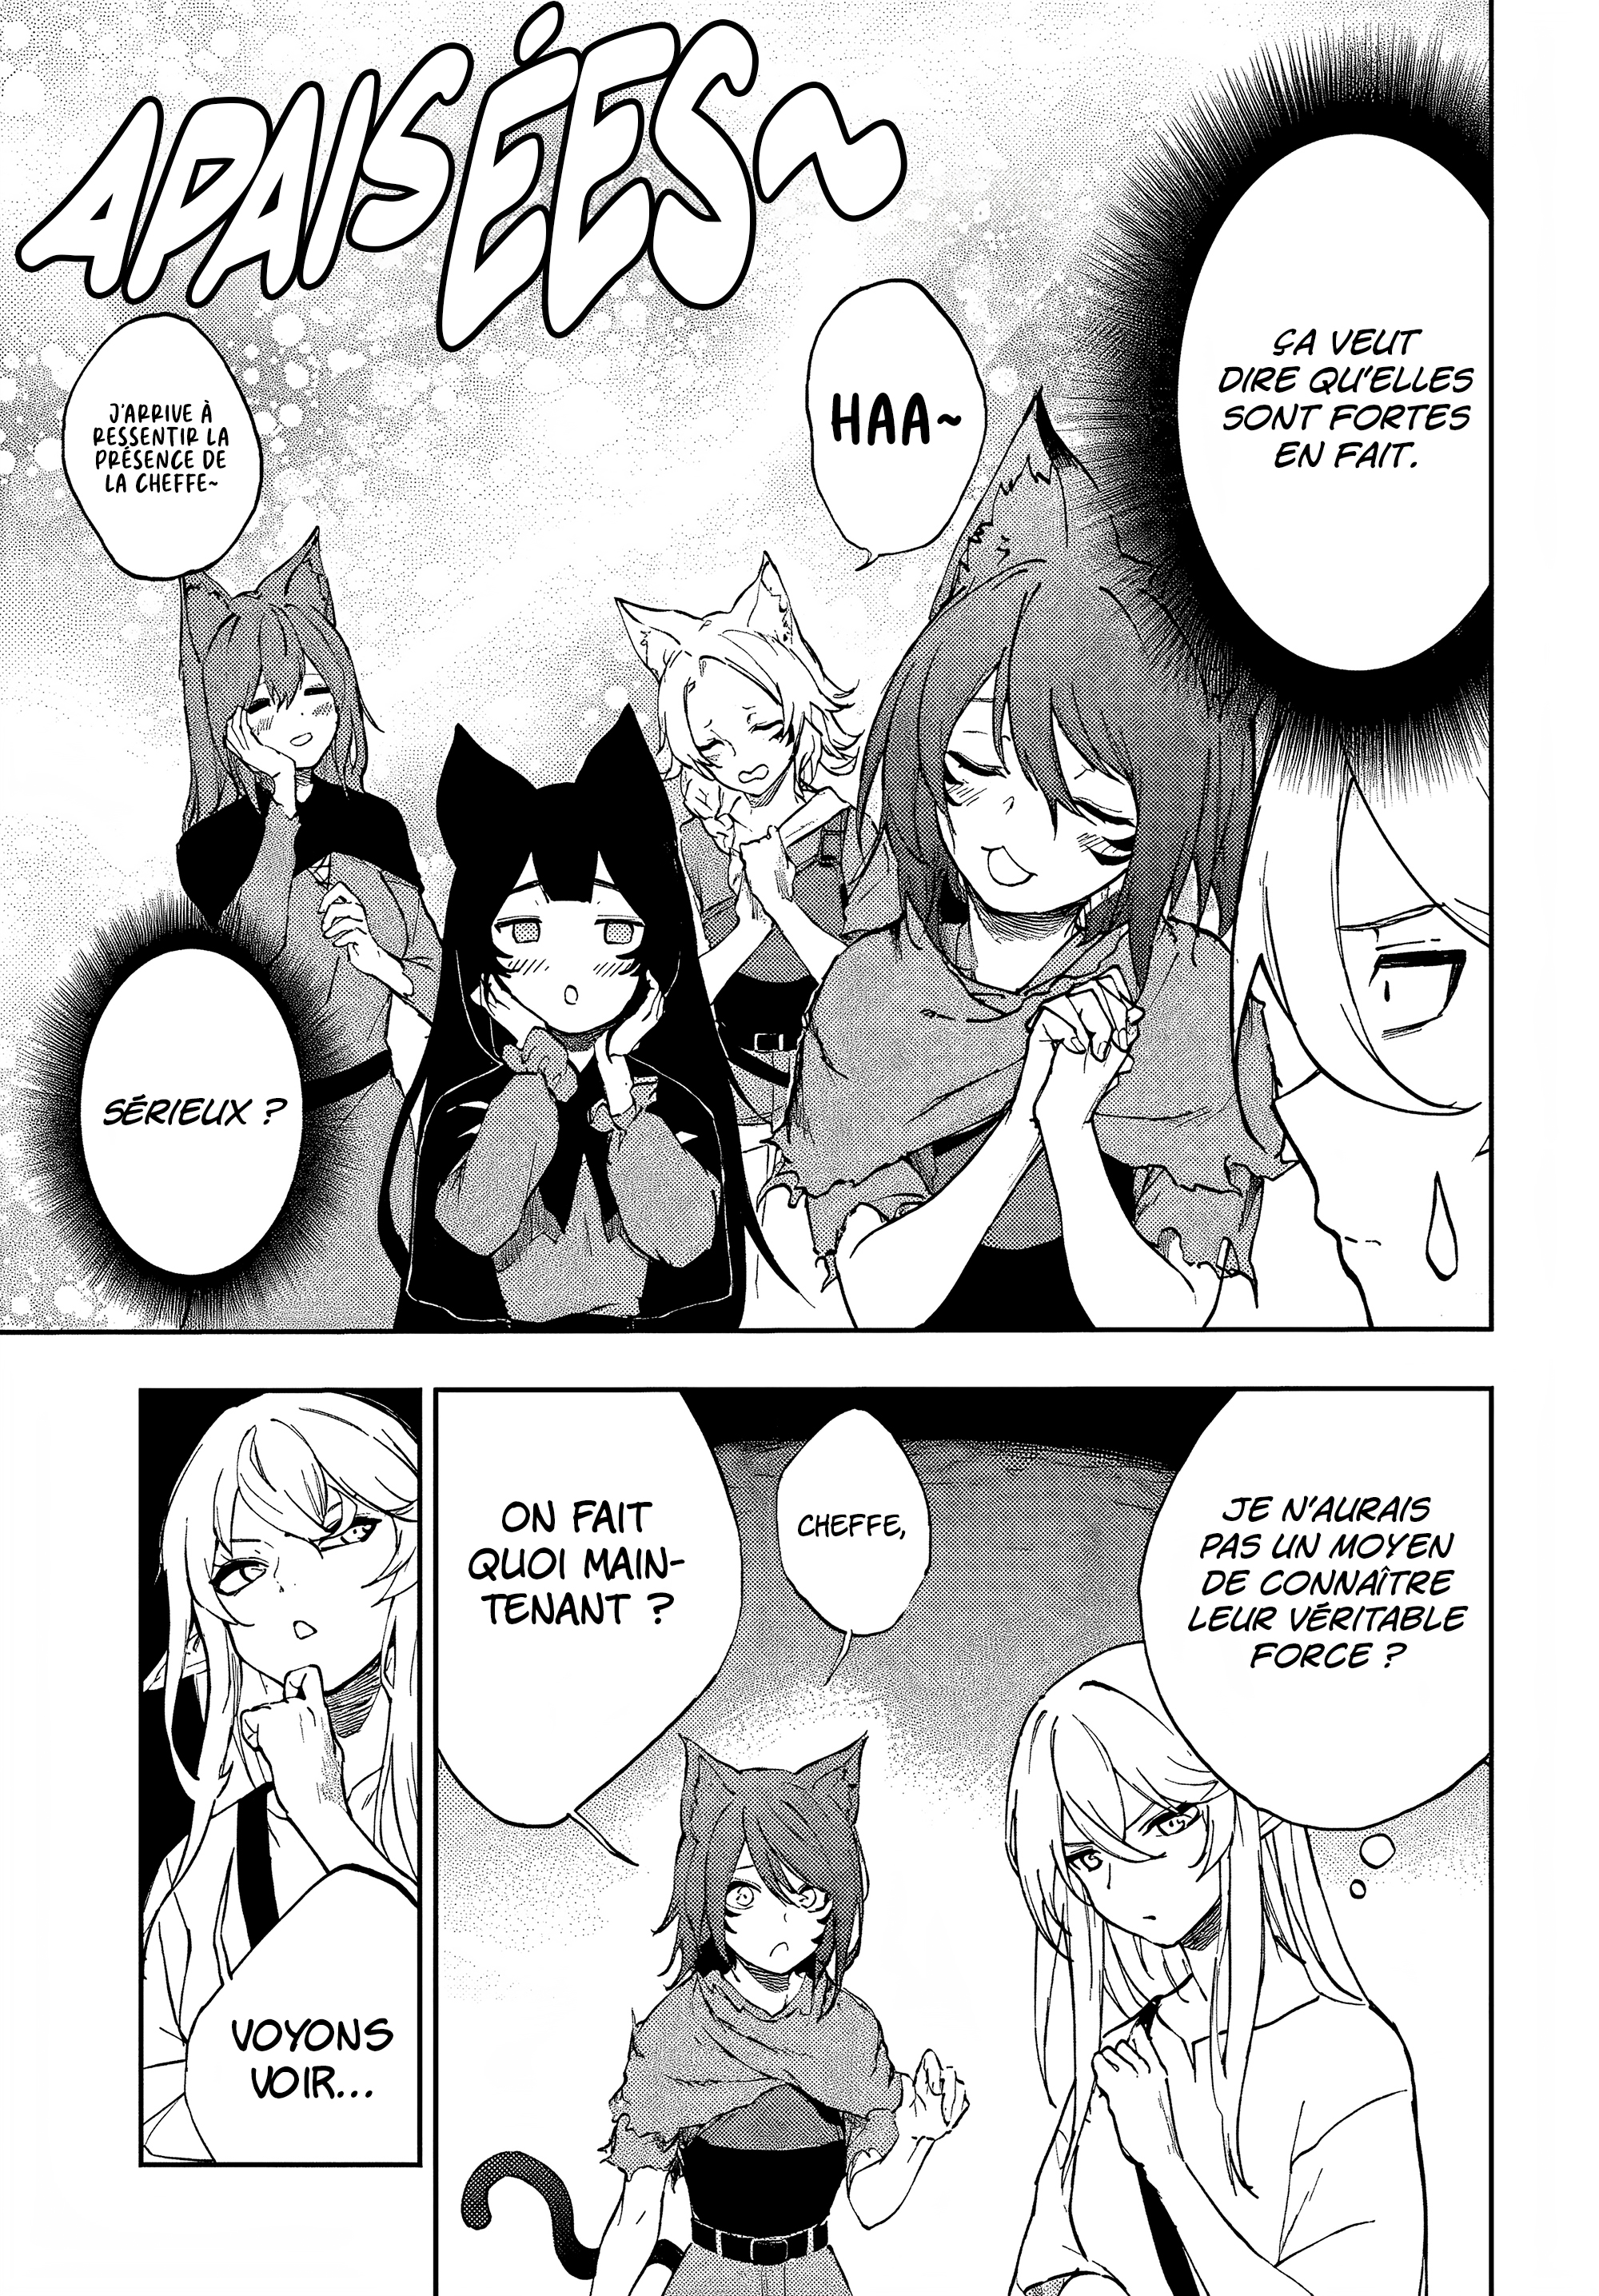 ÇA VEUT
DIRE QU'ELLES
SONT FORTES
EN FAIT.
APAISÉES~
HAA~
J'ARRIVE À
RESSENTIR LA
PRÉSENCE DE
LA CHEFFE~
SÉRIEUX ?
JE N'AURAIS
PAS UN MOYEN
DE CONNAÎTRE
LEUR VÉRITABLE
FORCE ?
CHEFFE,
ON FAIT
QUOI MAIN-
TENANT ?
VOYONS
VOIR...